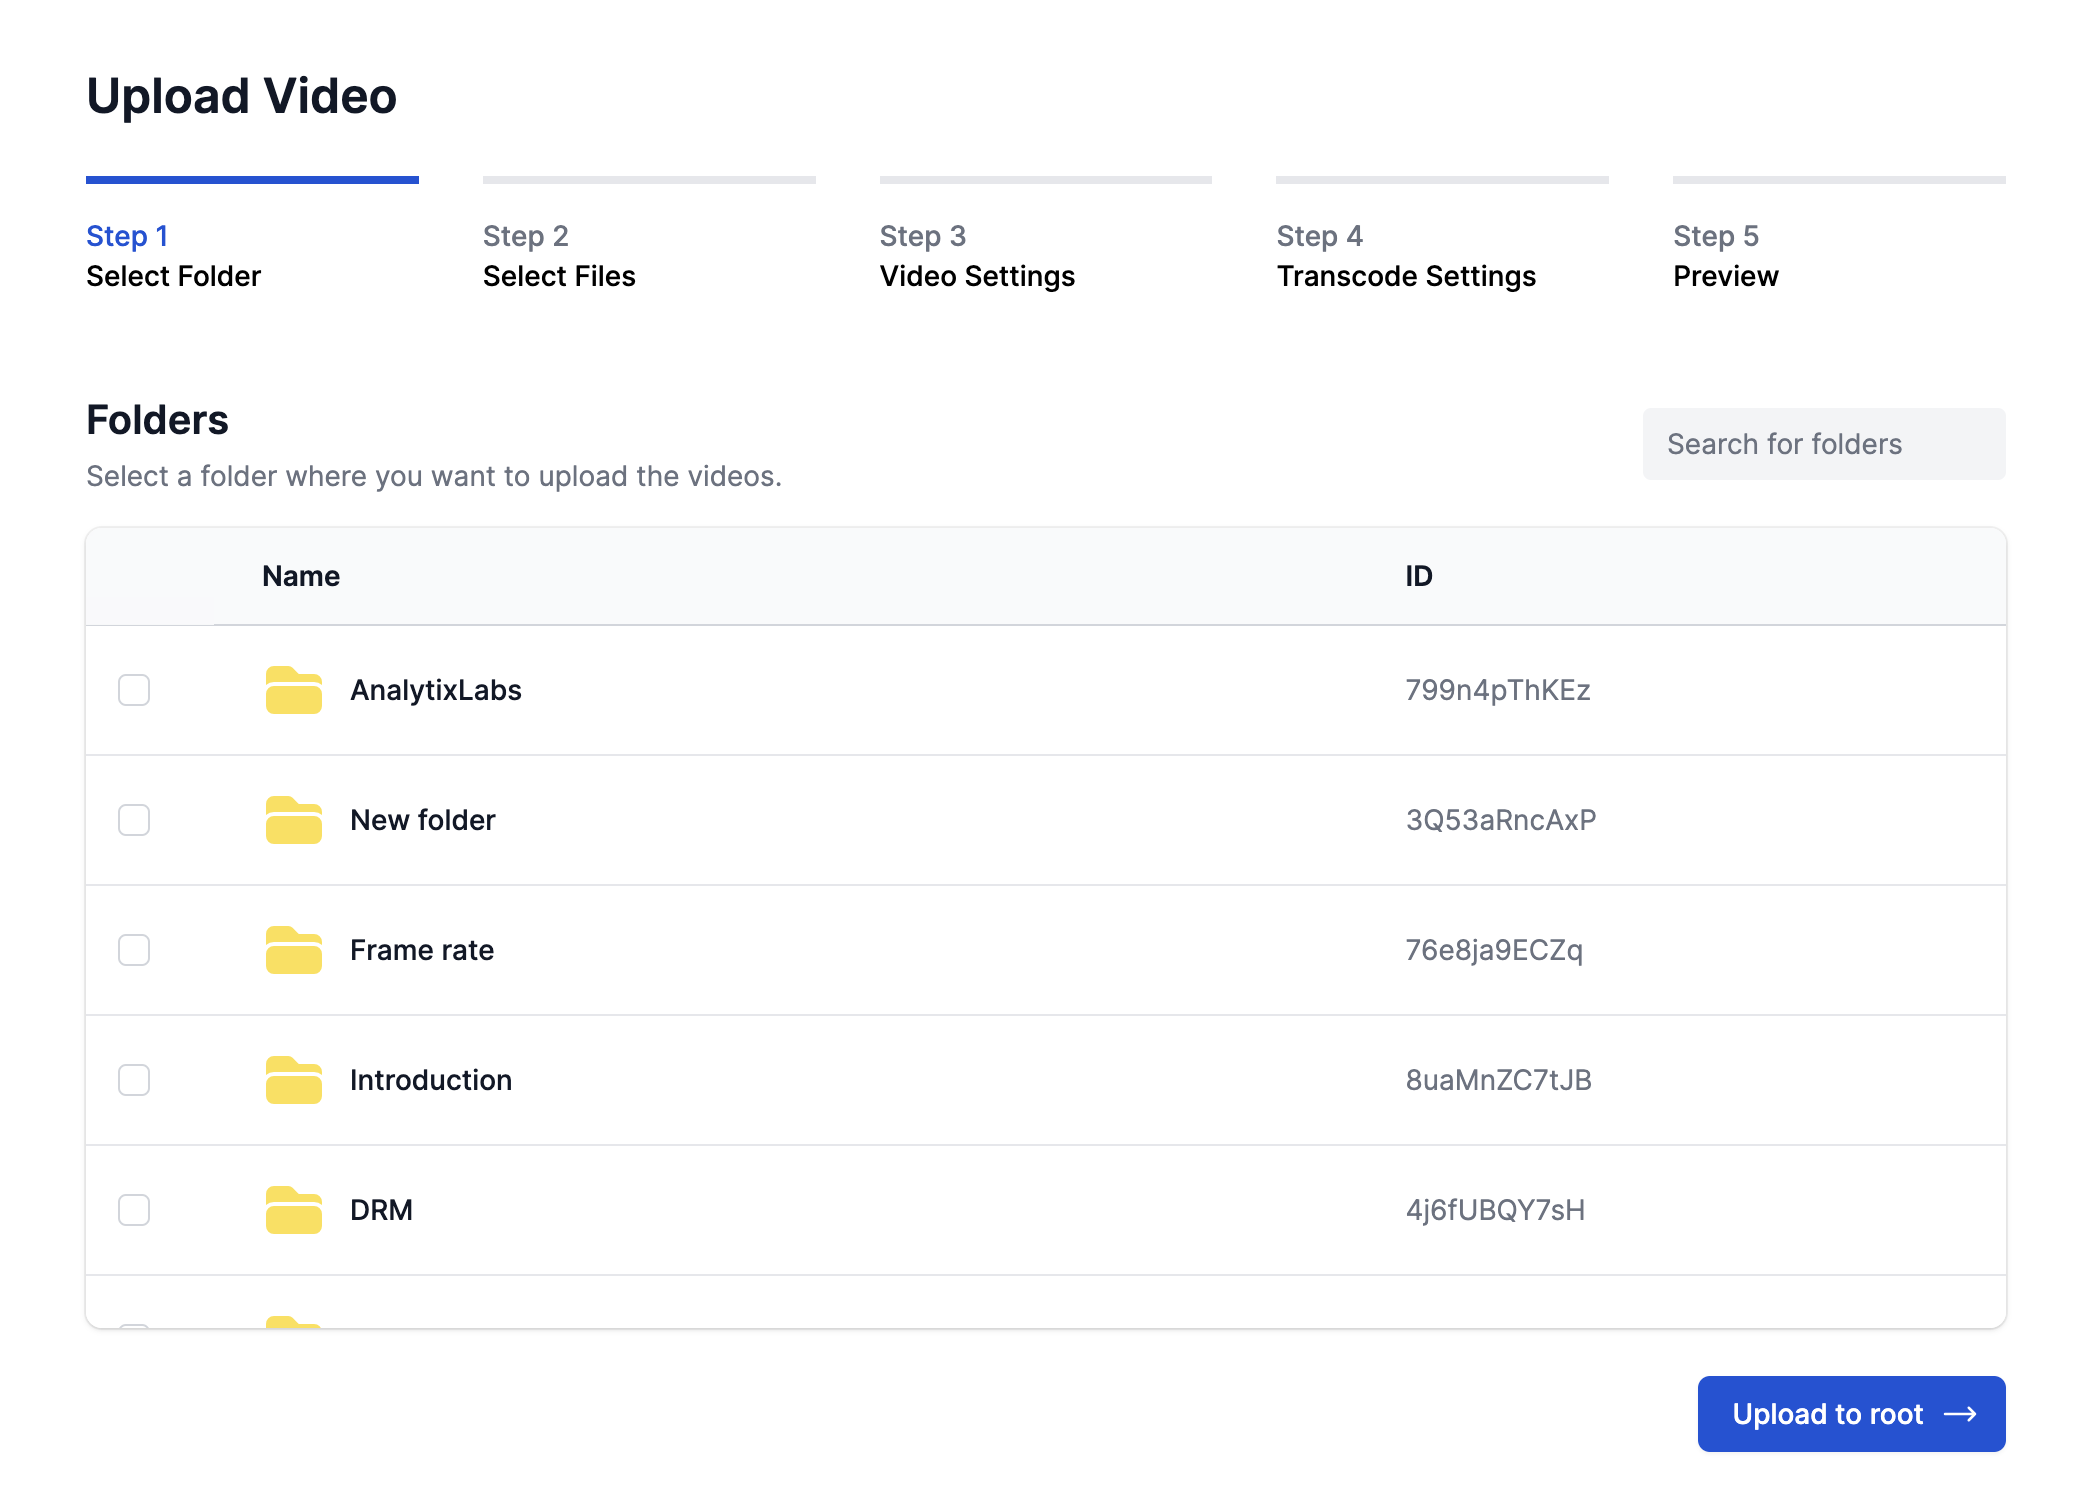 Upload Video
Step 1
Select Folder
Step 2
Select Files
Step 3
Video Settings
Step 4
Transcode Settings
Step 5
Preview
Folders
Select a folder where you want to upload the videos.
Search for folders
Name ID
AnalytixLabs 799n4pThKEz
New folder 3Q53aRncAxP
Frame rate 76e8ja9ECZq
Introduction 8uaMnZC7tJB
DRM 4j6fUBQY7sH
Upload to root →